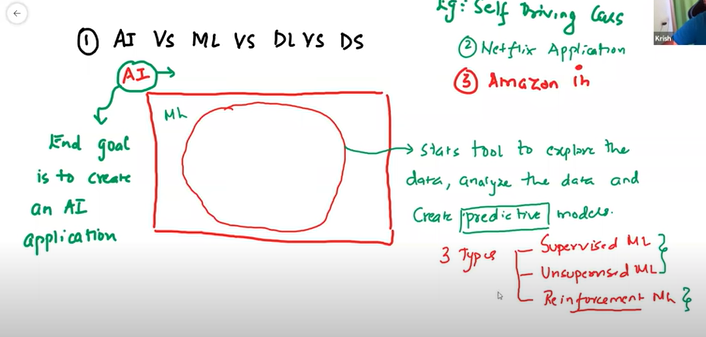 Eg: Self Driving Cars
① AI Vs ML VS DL VS DS
② Netflix Application
③ Amazon in
Krish
AI
ML
End goal
is to create
an AI
application
Stats tool to explore the
data, analyze the data and
Create predictive models.
3 Types
Supervised ML
Unsupervised ML
Reinforcement ML